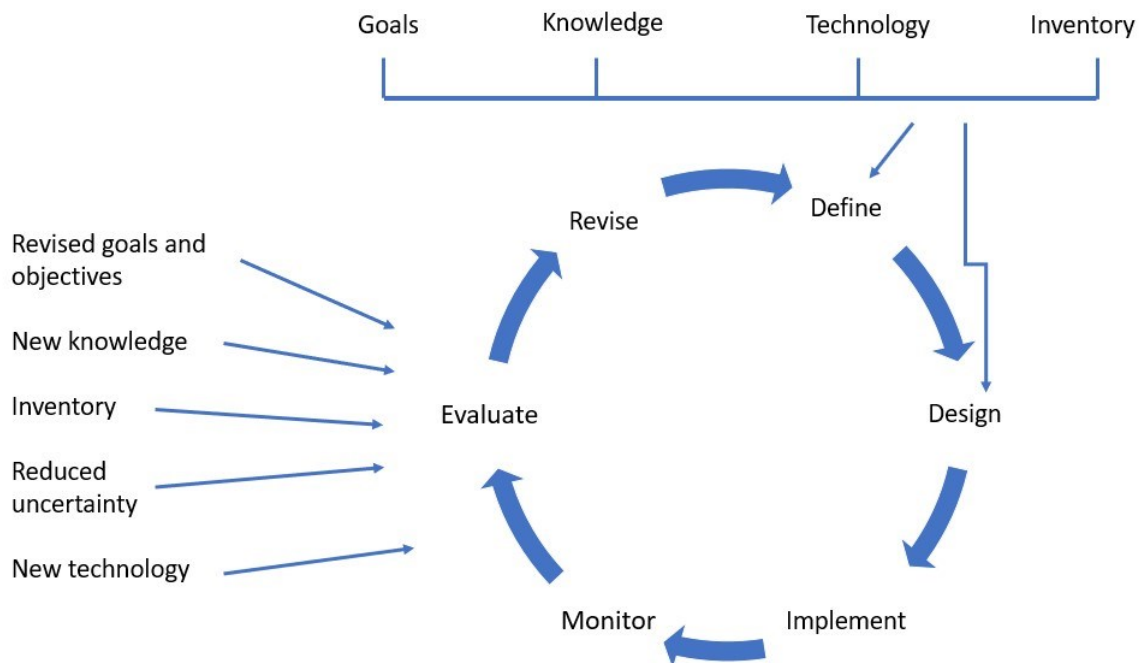 Goals
Knowledge
Technology
Inventory
Revise
Define
Revised goals and
objectives
New knowledge
Inventory
Evaluate
Design
Reduced
uncertainty
New technology
Monitor
Implement